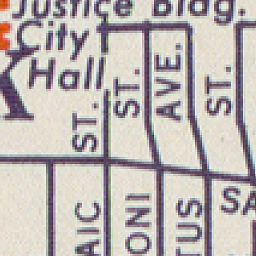 Justice Bldg.
City
Hall
ST.
ST.
AVE.
ST.
AIC
ONI
TUS
SA